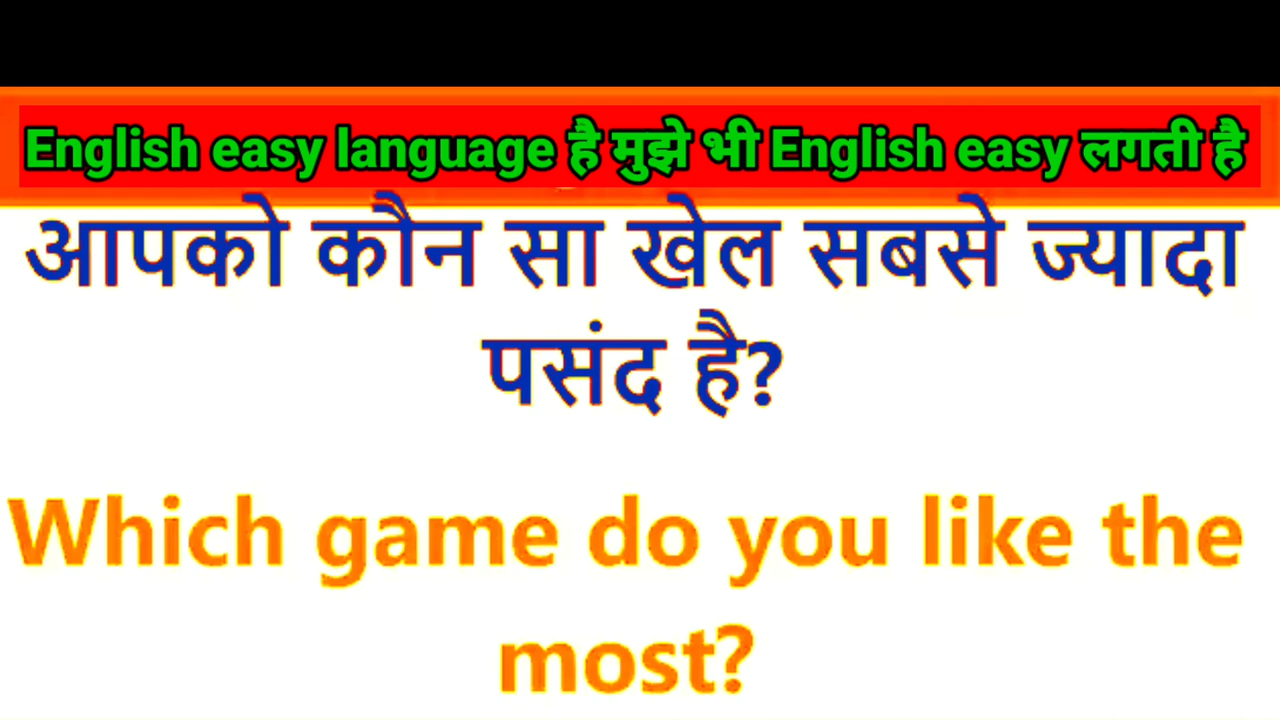 English easy language है मुझे भी English easy लगती है
आपको कौन सा खेल सबसे ज्यादा
पसंद है?
Which game do you like the
most?